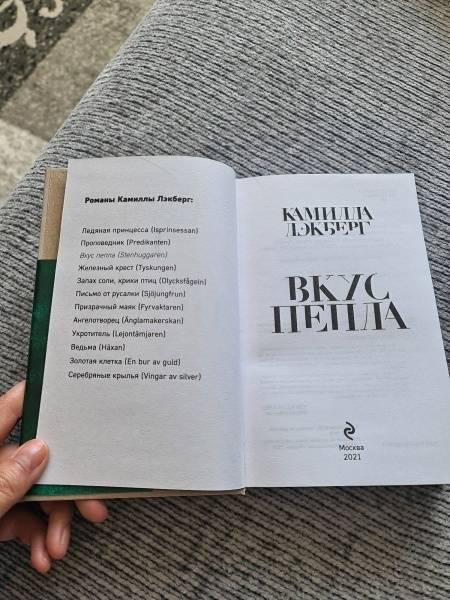 Романы Камиллы Лэкберг:
Ледяная принцесса (Isprinsessan)
Проповедник (Predikanten)
Вкус пепла (Stenhuggaren)
Железный крест (Tyskungen)
Запах соли, крики птиц (Olycksfågeln)
Письмо от русалки (Sjöjungfrun)
Призрачный маяк (Fyrvaktaren)
Ангелотворец (Änglamakerskan)
Укротитель (Lejontämjaren)
Ведьма (Häxan)
Золотая клетка (En bur av guld)
Серебряные крылья (Vingar av silver)
КАМИЛЛА
ЛЭКБЕРГ
ВКУС
ПЕПЛА
Москва
2021